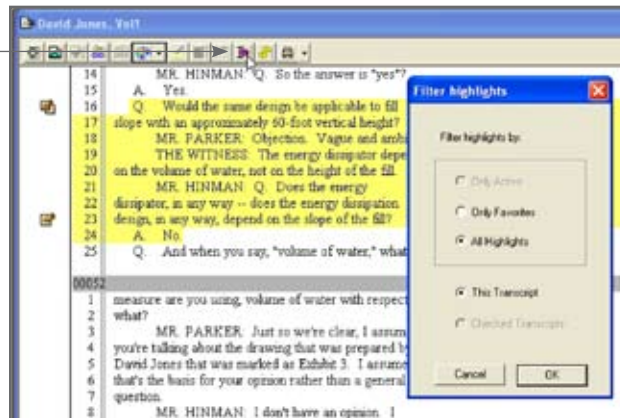 David Jones, Vol1
14 MR. HINMAN: Q. So the answer is "yes"?
15 A. Yes.
16 Q. Would the same design be applicable to fill
17 slope with an approximately 60-foot vertical height?
18 MR. PARKER: Objection. Vague and ambi
19 THE WITNESS: The energy dissipator depe
20 on the volume of water, not on the height of the fill.
21 MR. HINMAN: Q. Does the energy
22 dissipator, in any way -- does the energy dissipation
23 design, in any way, depend on the slope of the fill?
24 A. No.
25 Q. And when you say, "volume of water," what
00052
1 measure are you using, volume of water with respect
2 what?
3 MR. PARKER: Just so we're clear, I assum
4 you're talking about the drawing that was prepared b
5 David Jones that was marked as Exhibit 3. I assume
6 that's the basis for your opinion rather than a general
7 question.
8 MR. HINMAN: I don't have an opinion. I
Filter highlights
Filter highlights by:
Only Active
Only Favorites
All Highlights
This Transcript
Checked Transcripts
Cancel
OK